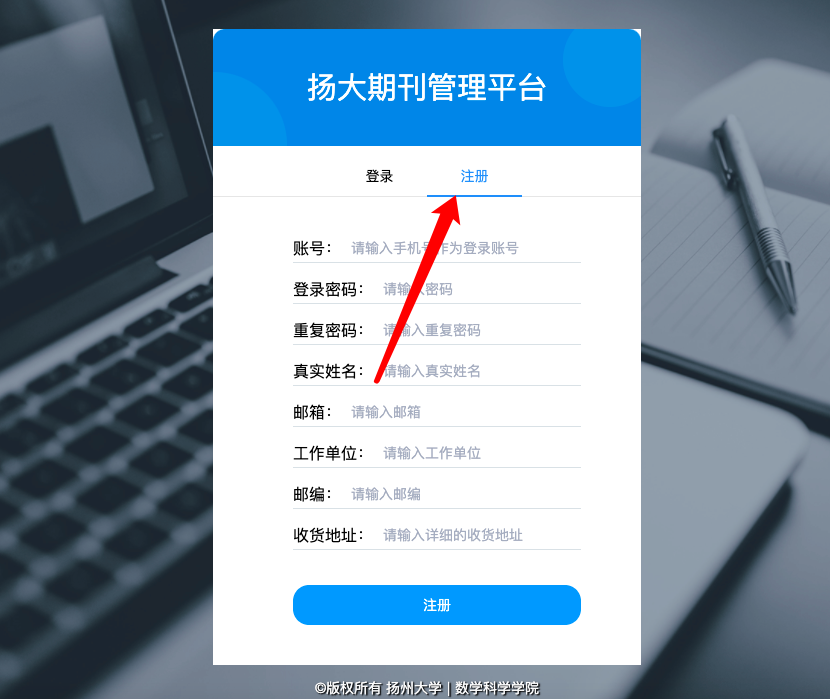 扬大期刊管理平台
登录 注册
账号: 请输入手机号作为登录账号
登录密码: 请输入密码
重复密码: 请输入重复密码
真实姓名: 请输入真实姓名
邮箱: 请输入邮箱
工作单位: 请输入工作单位
邮编: 请输入邮编
收货地址: 请输入详细的收货地址
注册
©版权所有 扬州大学 | 数学科学学院